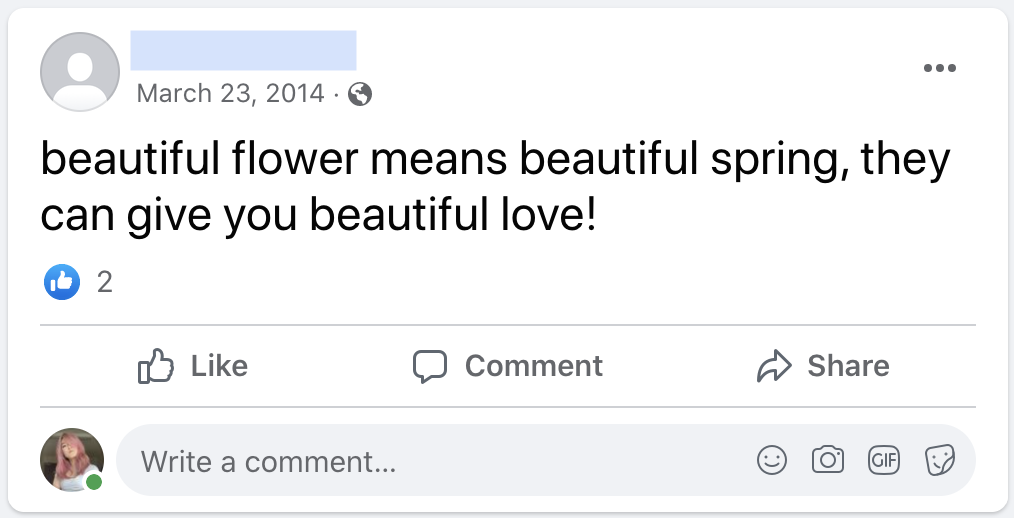 March 23, 2014 ·
beautiful flower means beautiful spring, they
can give you beautiful love!
2
Like Comment Share
Write a comment...
GIF